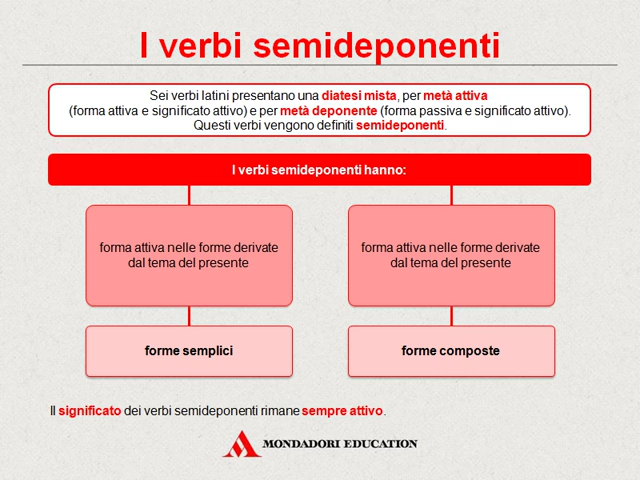 I verbi semideponenti
Sei verbi latini presentano una diatesi mista, per metà attiva
(forma attiva e significato attivo) e per metà deponente (forma passiva e significato attivo).
Questi verbi vengono definiti semideponenti.
I verbi semideponenti hanno:
forma attiva nelle forme derivate
dal tema del presente
forma attiva nelle forme derivate
dal tema del presente
forme semplici
forme composte
Il significato dei verbi semideponenti rimane sempre attivo.
MONDADORI EDUCATION